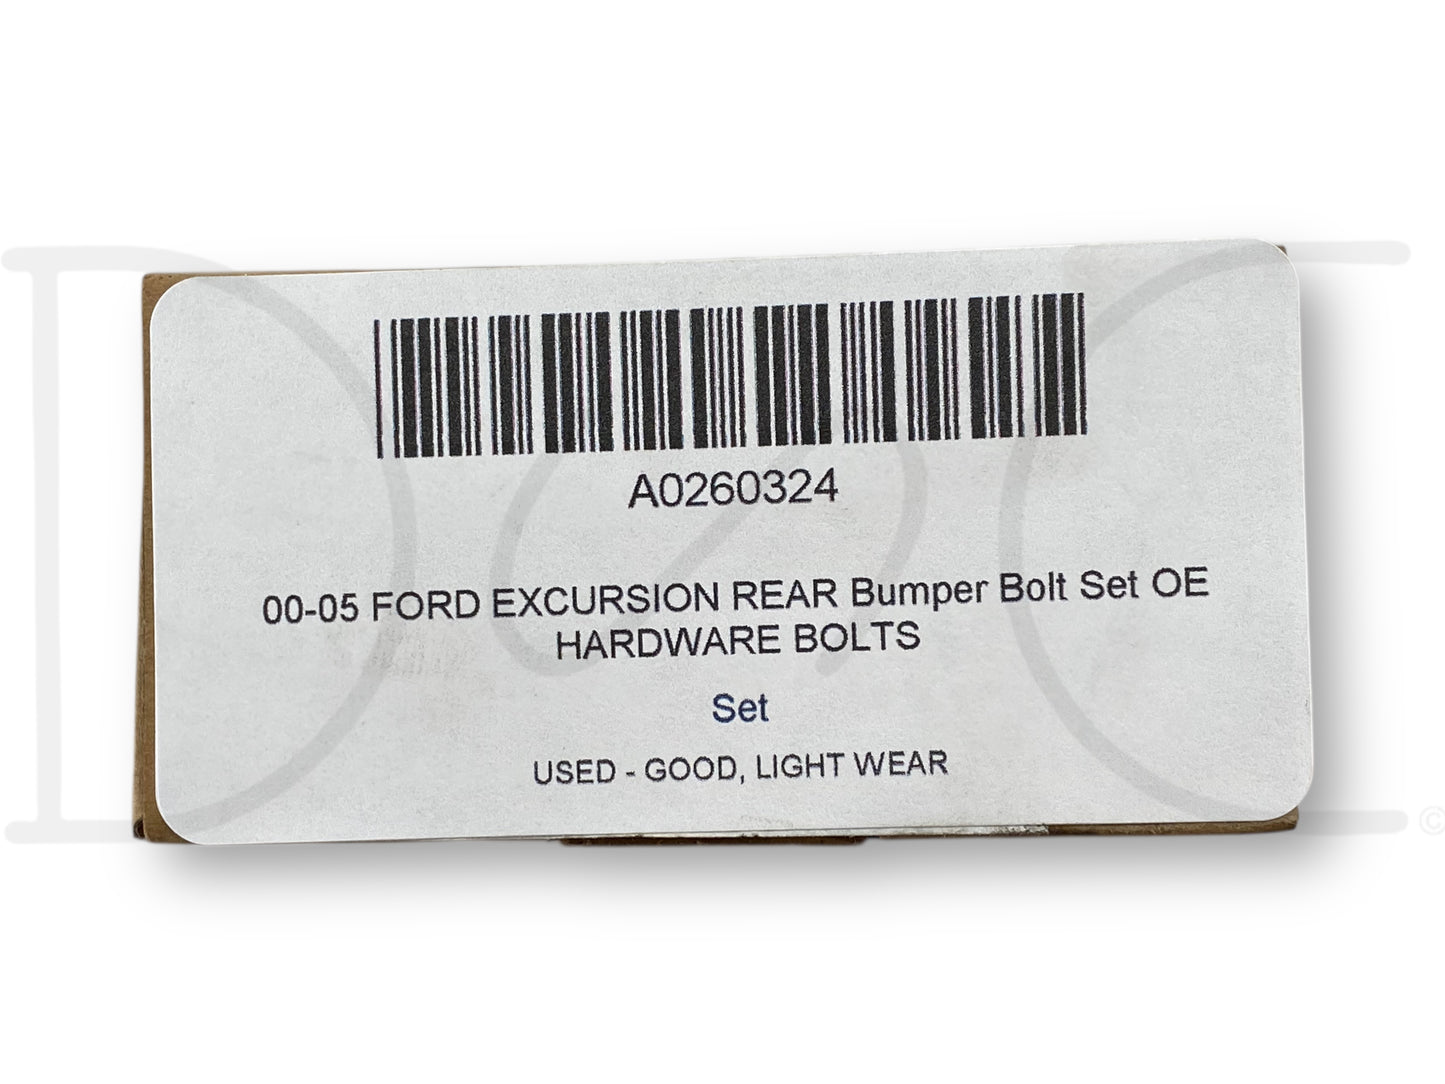 A0260324
00-05 FORD EXCURSION REAR Bumper Bolt Set OE
HARDWARE BOLTS
Set
USED - GOOD, LIGHT WEAR
©